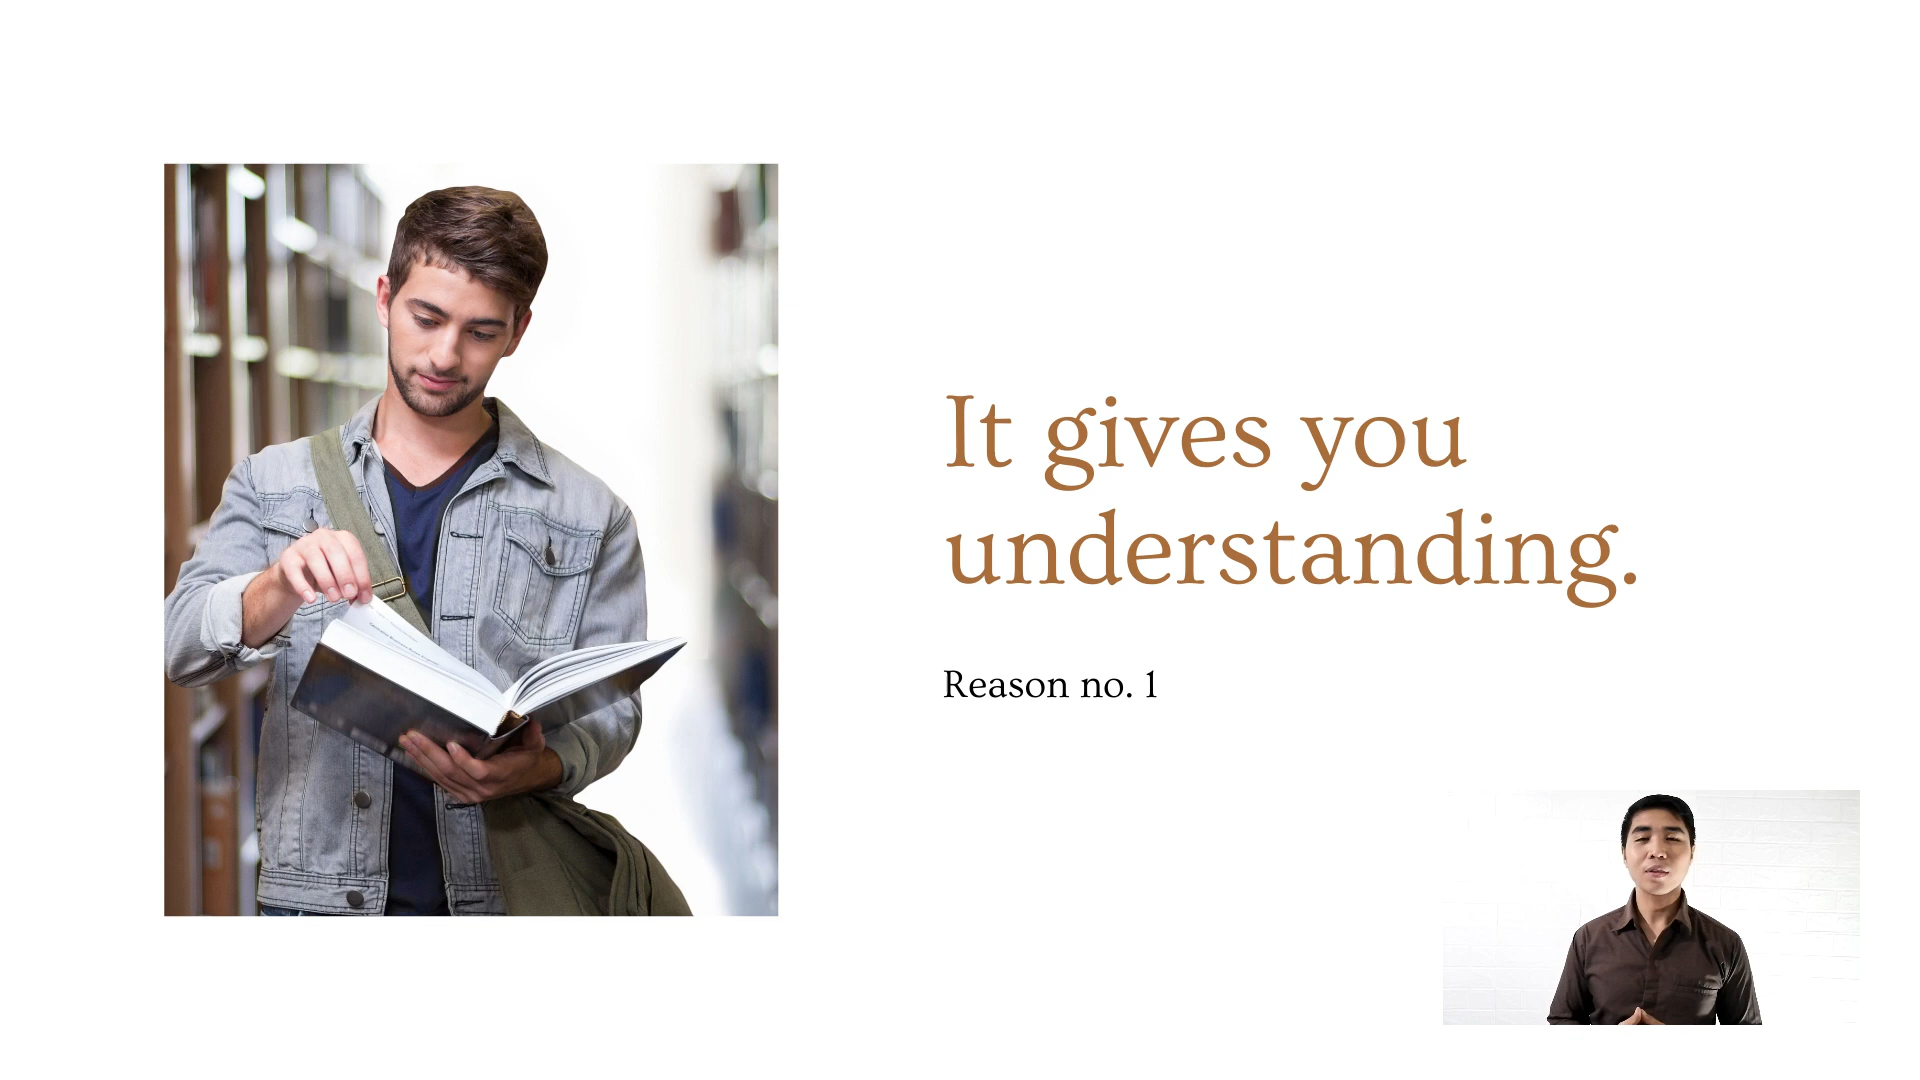 It gives you
understanding.
Reason no. 1